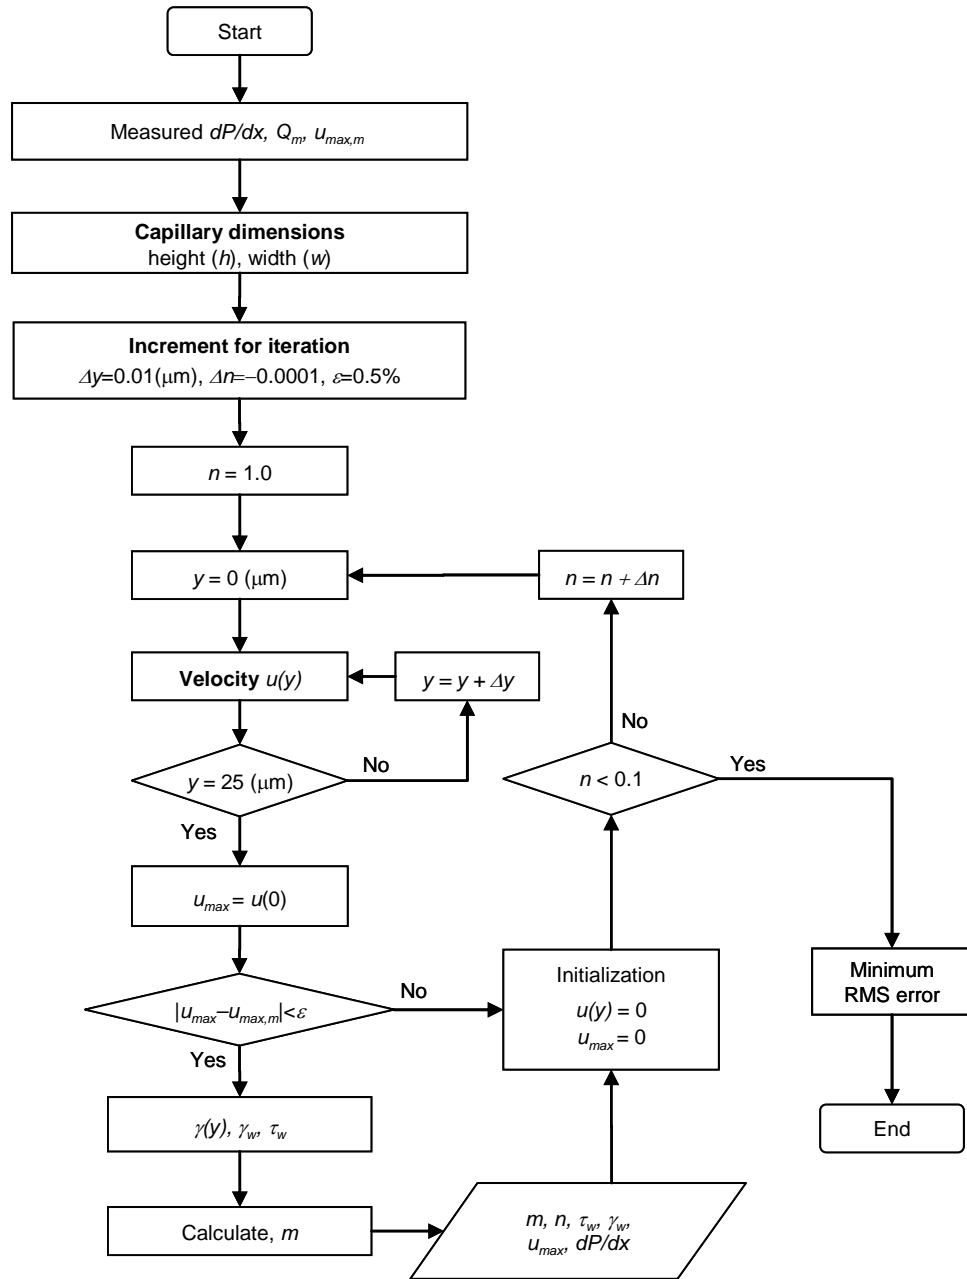 Start
Measured dP/dx, Qm, umax,m
Capillary dimensions
height (h), width (w)
Increment for iteration
Δy=0.01(μm), Δn=−0.0001, ε=0.5%
n = 1.0
y = 0 (μm)
n = n + Δn
Velocity u(y)
y = y + Δy
No
y = 25 (μm)
No
n < 0.1
Yes
Yes
umax = u(0)
|umax−umax,m|<ε
No
Initialization
u(y) = 0
umax = 0
Minimum
RMS error
Yes
γ(y), γw, τw
End
Calculate, m
m, n, τw, γw,
umax, dP/dx